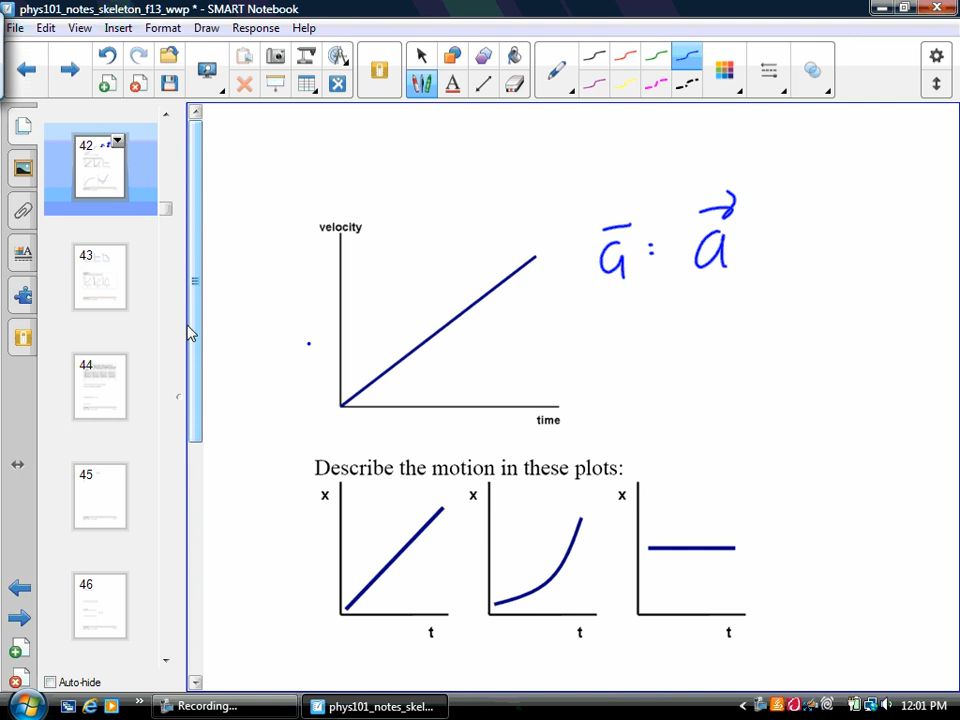 phys101_notes_skeleton_f13_wwp * - SMART Notebook
File Edit View Insert Format Draw Response Help
42
43
44
45
46
velocity
a̅ : a⃗
time
Describe the motion in these plots:
x x x
t t t
Auto-hide
Recording...
phys101_notes_skel...
12:01 PM